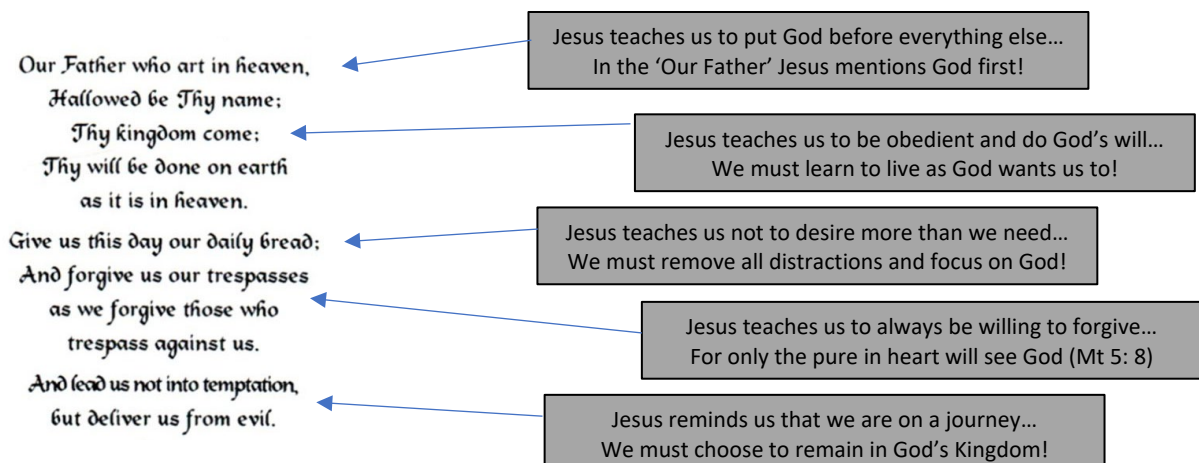 Our Father who art in heaven,
Hallowed be Thy name;
Thy kingdom come;
Thy will be done on earth
as it is in heaven.
Give us this day our daily bread;
And forgive us our trespasses
as we forgive those who
trespass against us.
And lead us not into temptation,
but deliver us from evil.
Jesus teaches us to put God before everything else…
In the ‘Our Father’ Jesus mentions God first!
Jesus teaches us to be obedient and do God’s will…
We must learn to live as God wants us to!
Jesus teaches us not to desire more than we need…
We must remove all distractions and focus on God!
Jesus teaches us to always be willing to forgive…
For only the pure in heart will see God (Mt 5: 8)
Jesus reminds us that we are on a journey…
We must choose to remain in God’s Kingdom!